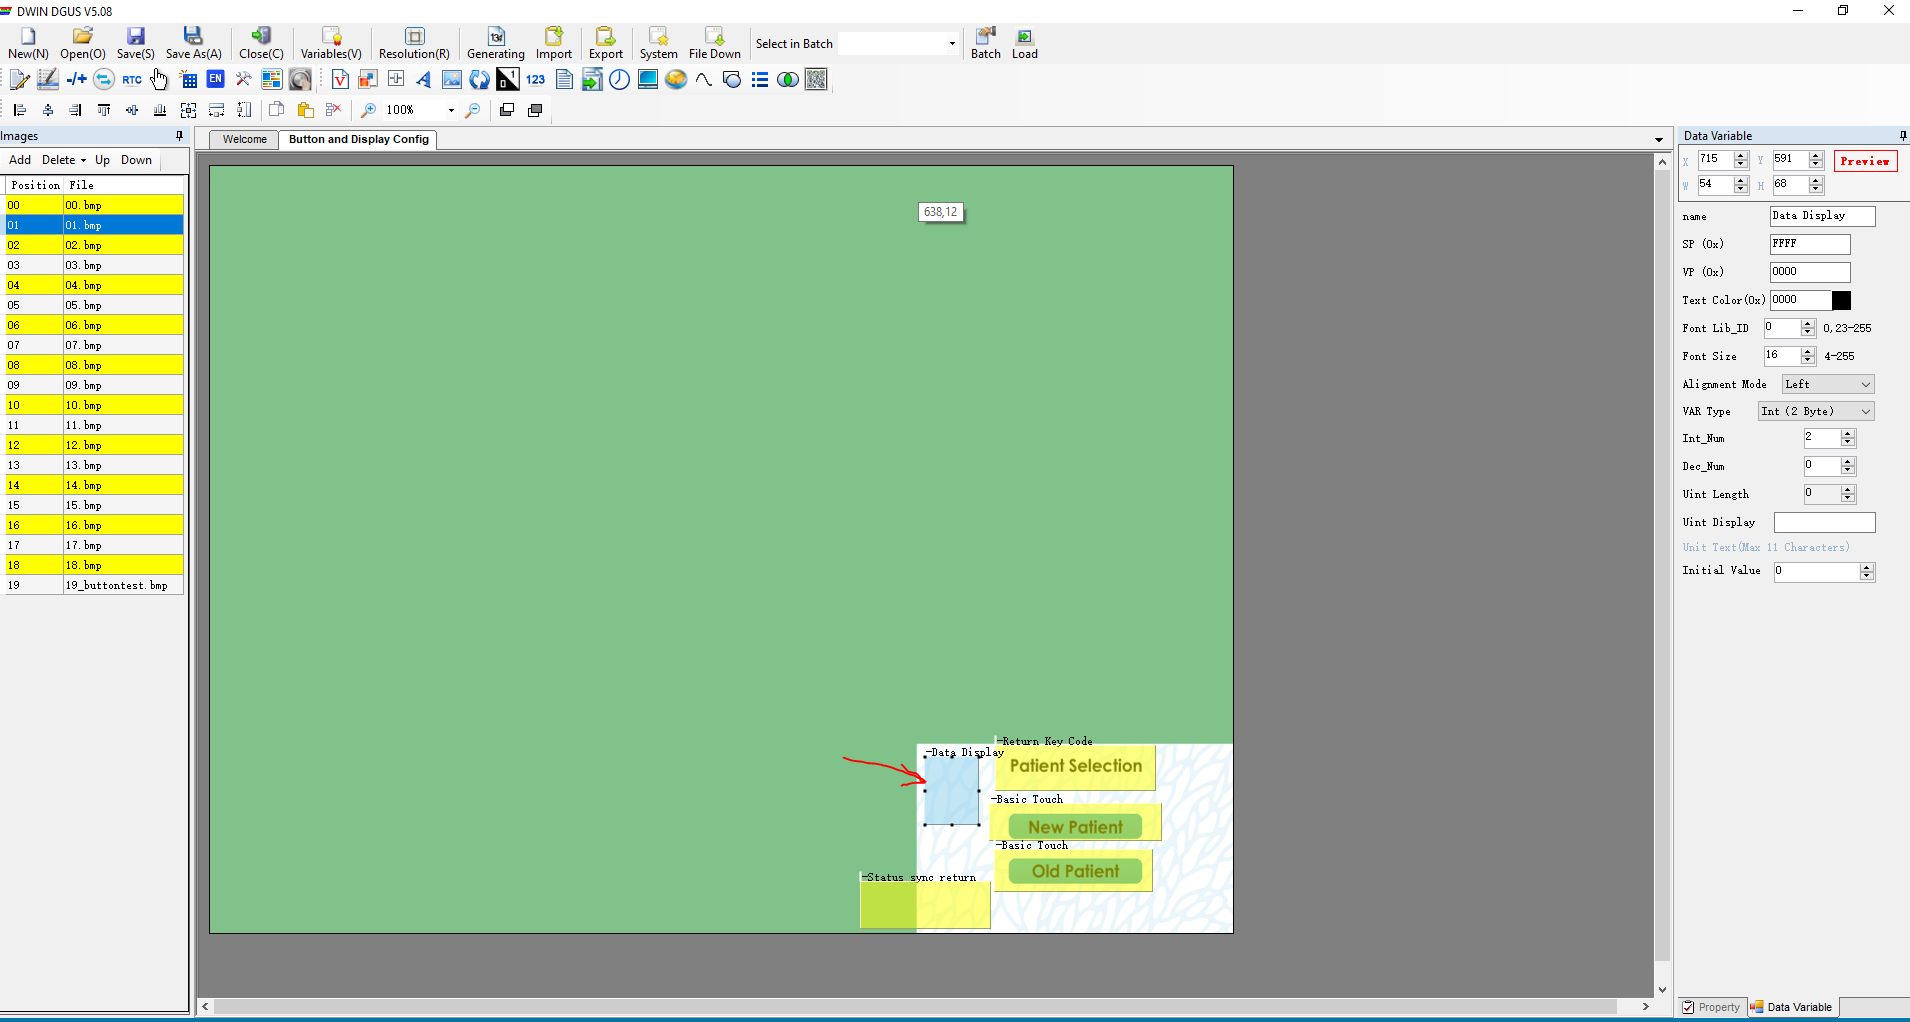 DWIN DGUS V5.08
New(N) Open(O) Save(S) Save As(A) Close(C) Variables(V) Resolution(R) Generating Import Export System File Down Select in Batch Batch Load
-/+ RTC EN V A 1 123
100%
Images
Add Delete Up Down
Position File
00 00.bmp
01 01.bmp
02 02.bmp
03 03.bmp
04 04.bmp
05 05.bmp
06 06.bmp
07 07.bmp
08 08.bmp
09 09.bmp
10 10.bmp
11 11.bmp
12 12.bmp
13 13.bmp
14 14.bmp
15 15.bmp
16 16.bmp
17 17.bmp
18 18.bmp
19 19_buttontest.bmp
Welcome Button and Display Config
638,12
-Data Display
-Return Key Code
Patient Selection
-Basic Touch
New Patient
-Basic Touch
Old Patient
-Status sync return
Data Variable
X 715 Y 591 Preview
W 54 H 68
name Data Display
SP (0x) FFFF
VP (0x) 0000
Text Color(0x) 0000
Font Lib_ID 0 0,23-255
Font Size 16 4-255
Alignment Mode Left
VAR Type Int (2 Byte)
Int_Num 2
Dec_Num 0
Uint Length 0
Uint Display
Unit Text(Max 11 Characters)
Initial Value 0
Property Data Variable